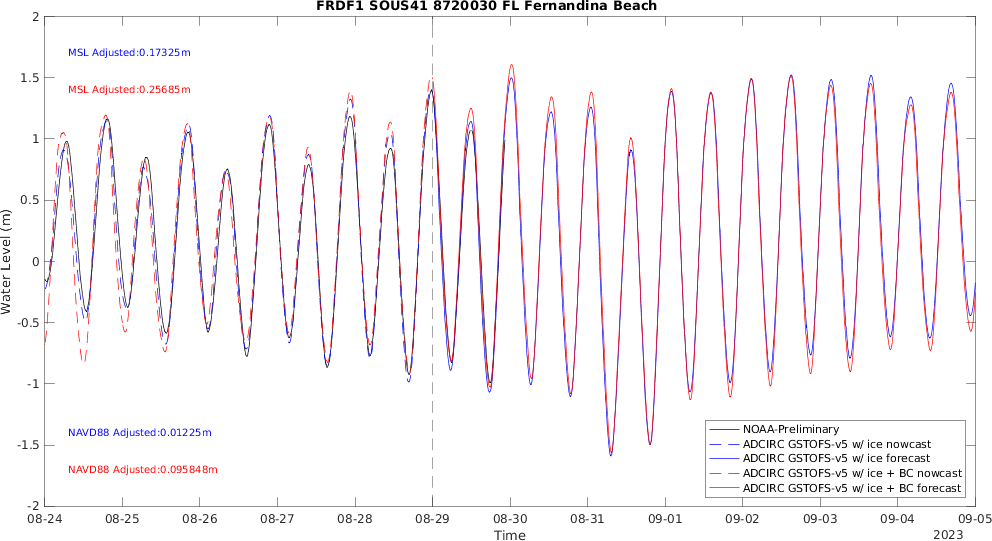 FRDF1 SOUS41 8720030 FL Fernandina Beach
2
1.5
1
0.5
0
-0.5
-1
-1.5
-2
Water Level (m)
MSL Adjusted:0.17325m
MSL Adjusted:0.25685m
NAVD88 Adjusted:0.01225m
NAVD88 Adjusted:0.095848m
NOAA-Preliminary
ADCIRC GSTOFS-v5 w/ ice nowcast
ADCIRC GSTOFS-v5 w/ ice forecast
ADCIRC GSTOFS-v5 w/ ice + BC nowcast
ADCIRC GSTOFS-v5 w/ ice + BC forecast
08-24 08-25 08-26 08-27 08-28 08-29 08-30 08-31 09-01 09-02 09-03 09-04 09-05
Time
2023